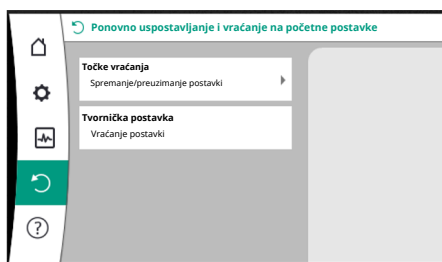 Ponovno uspostavljanje i vraćanje na početne postavke
Točke vraćanja
Spremanje/preuzimanje postavki
Tvornička postavka
Vraćanje postavki
?